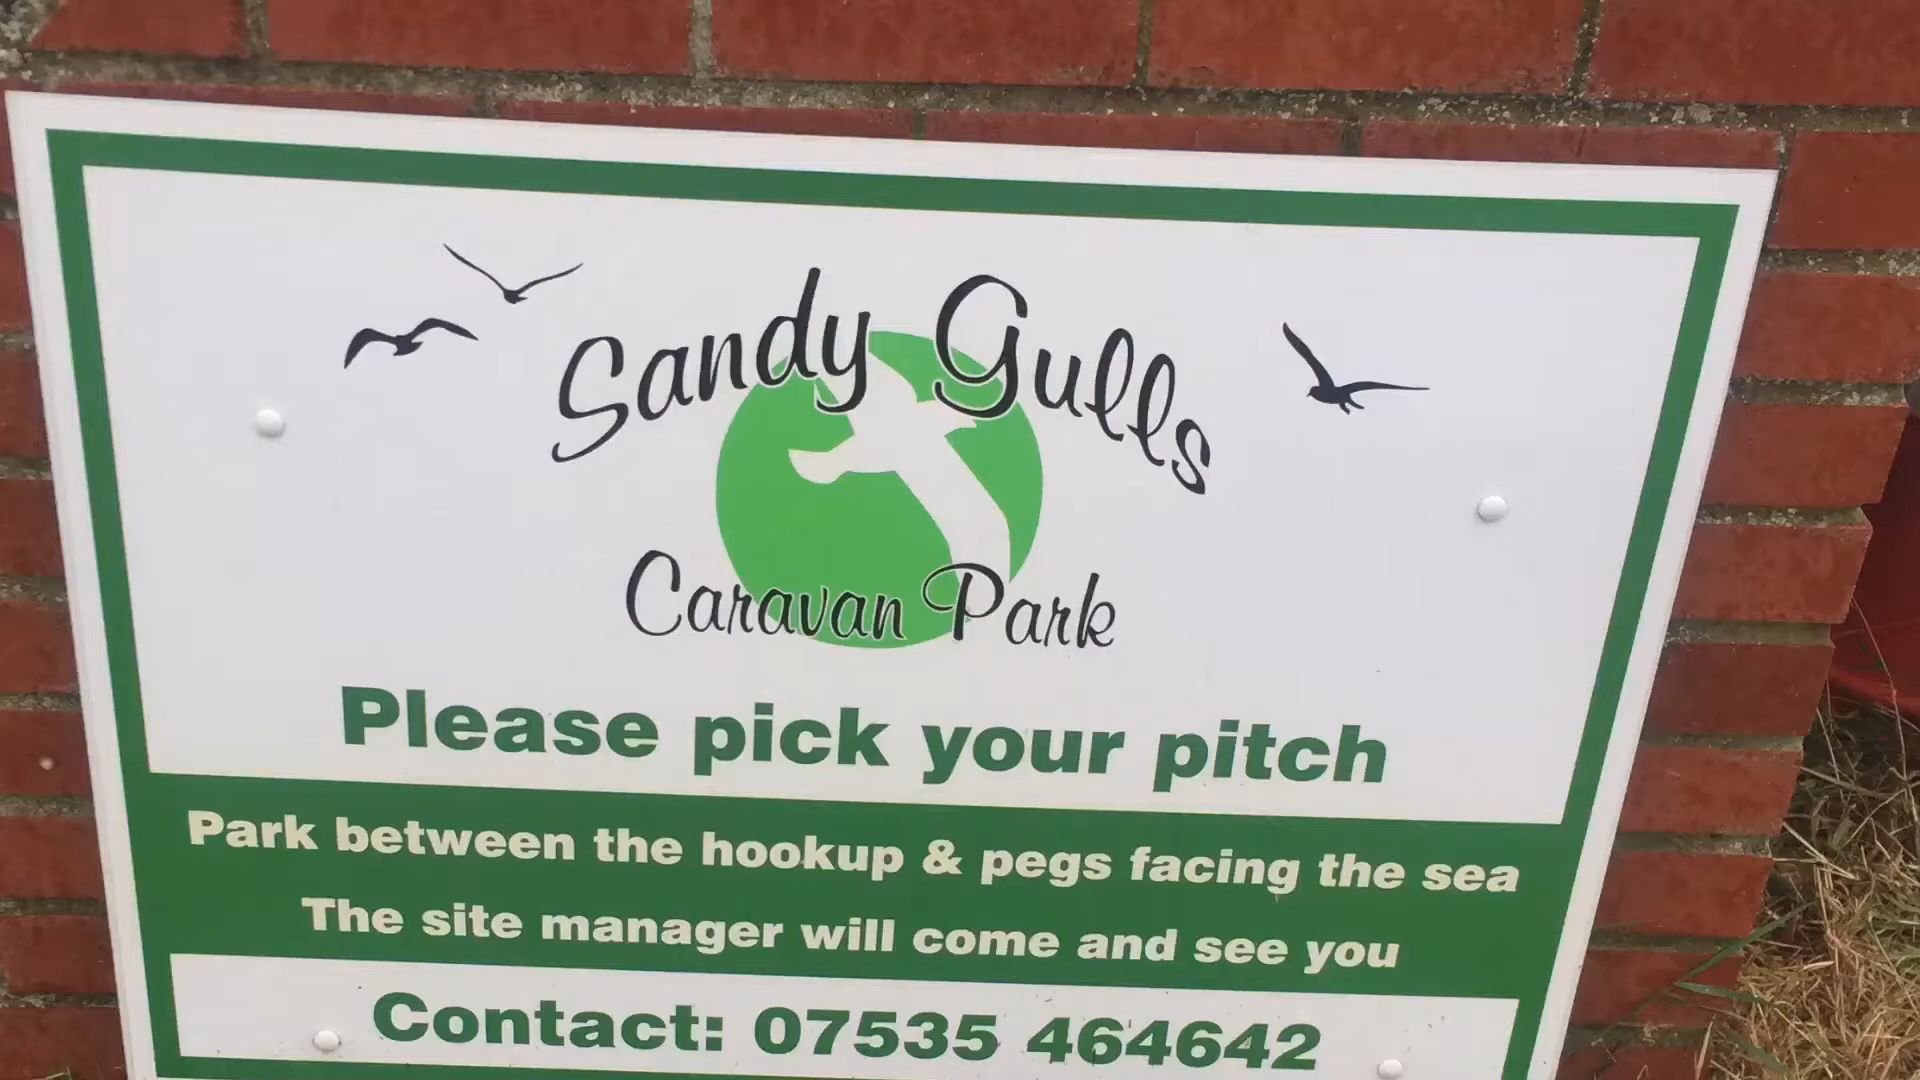 Sandy Gulls
Caravan Park
Please pick your pitch
Park between the hookup & pegs facing the sea
The site manager will come and see you
Contact: 07535 464642